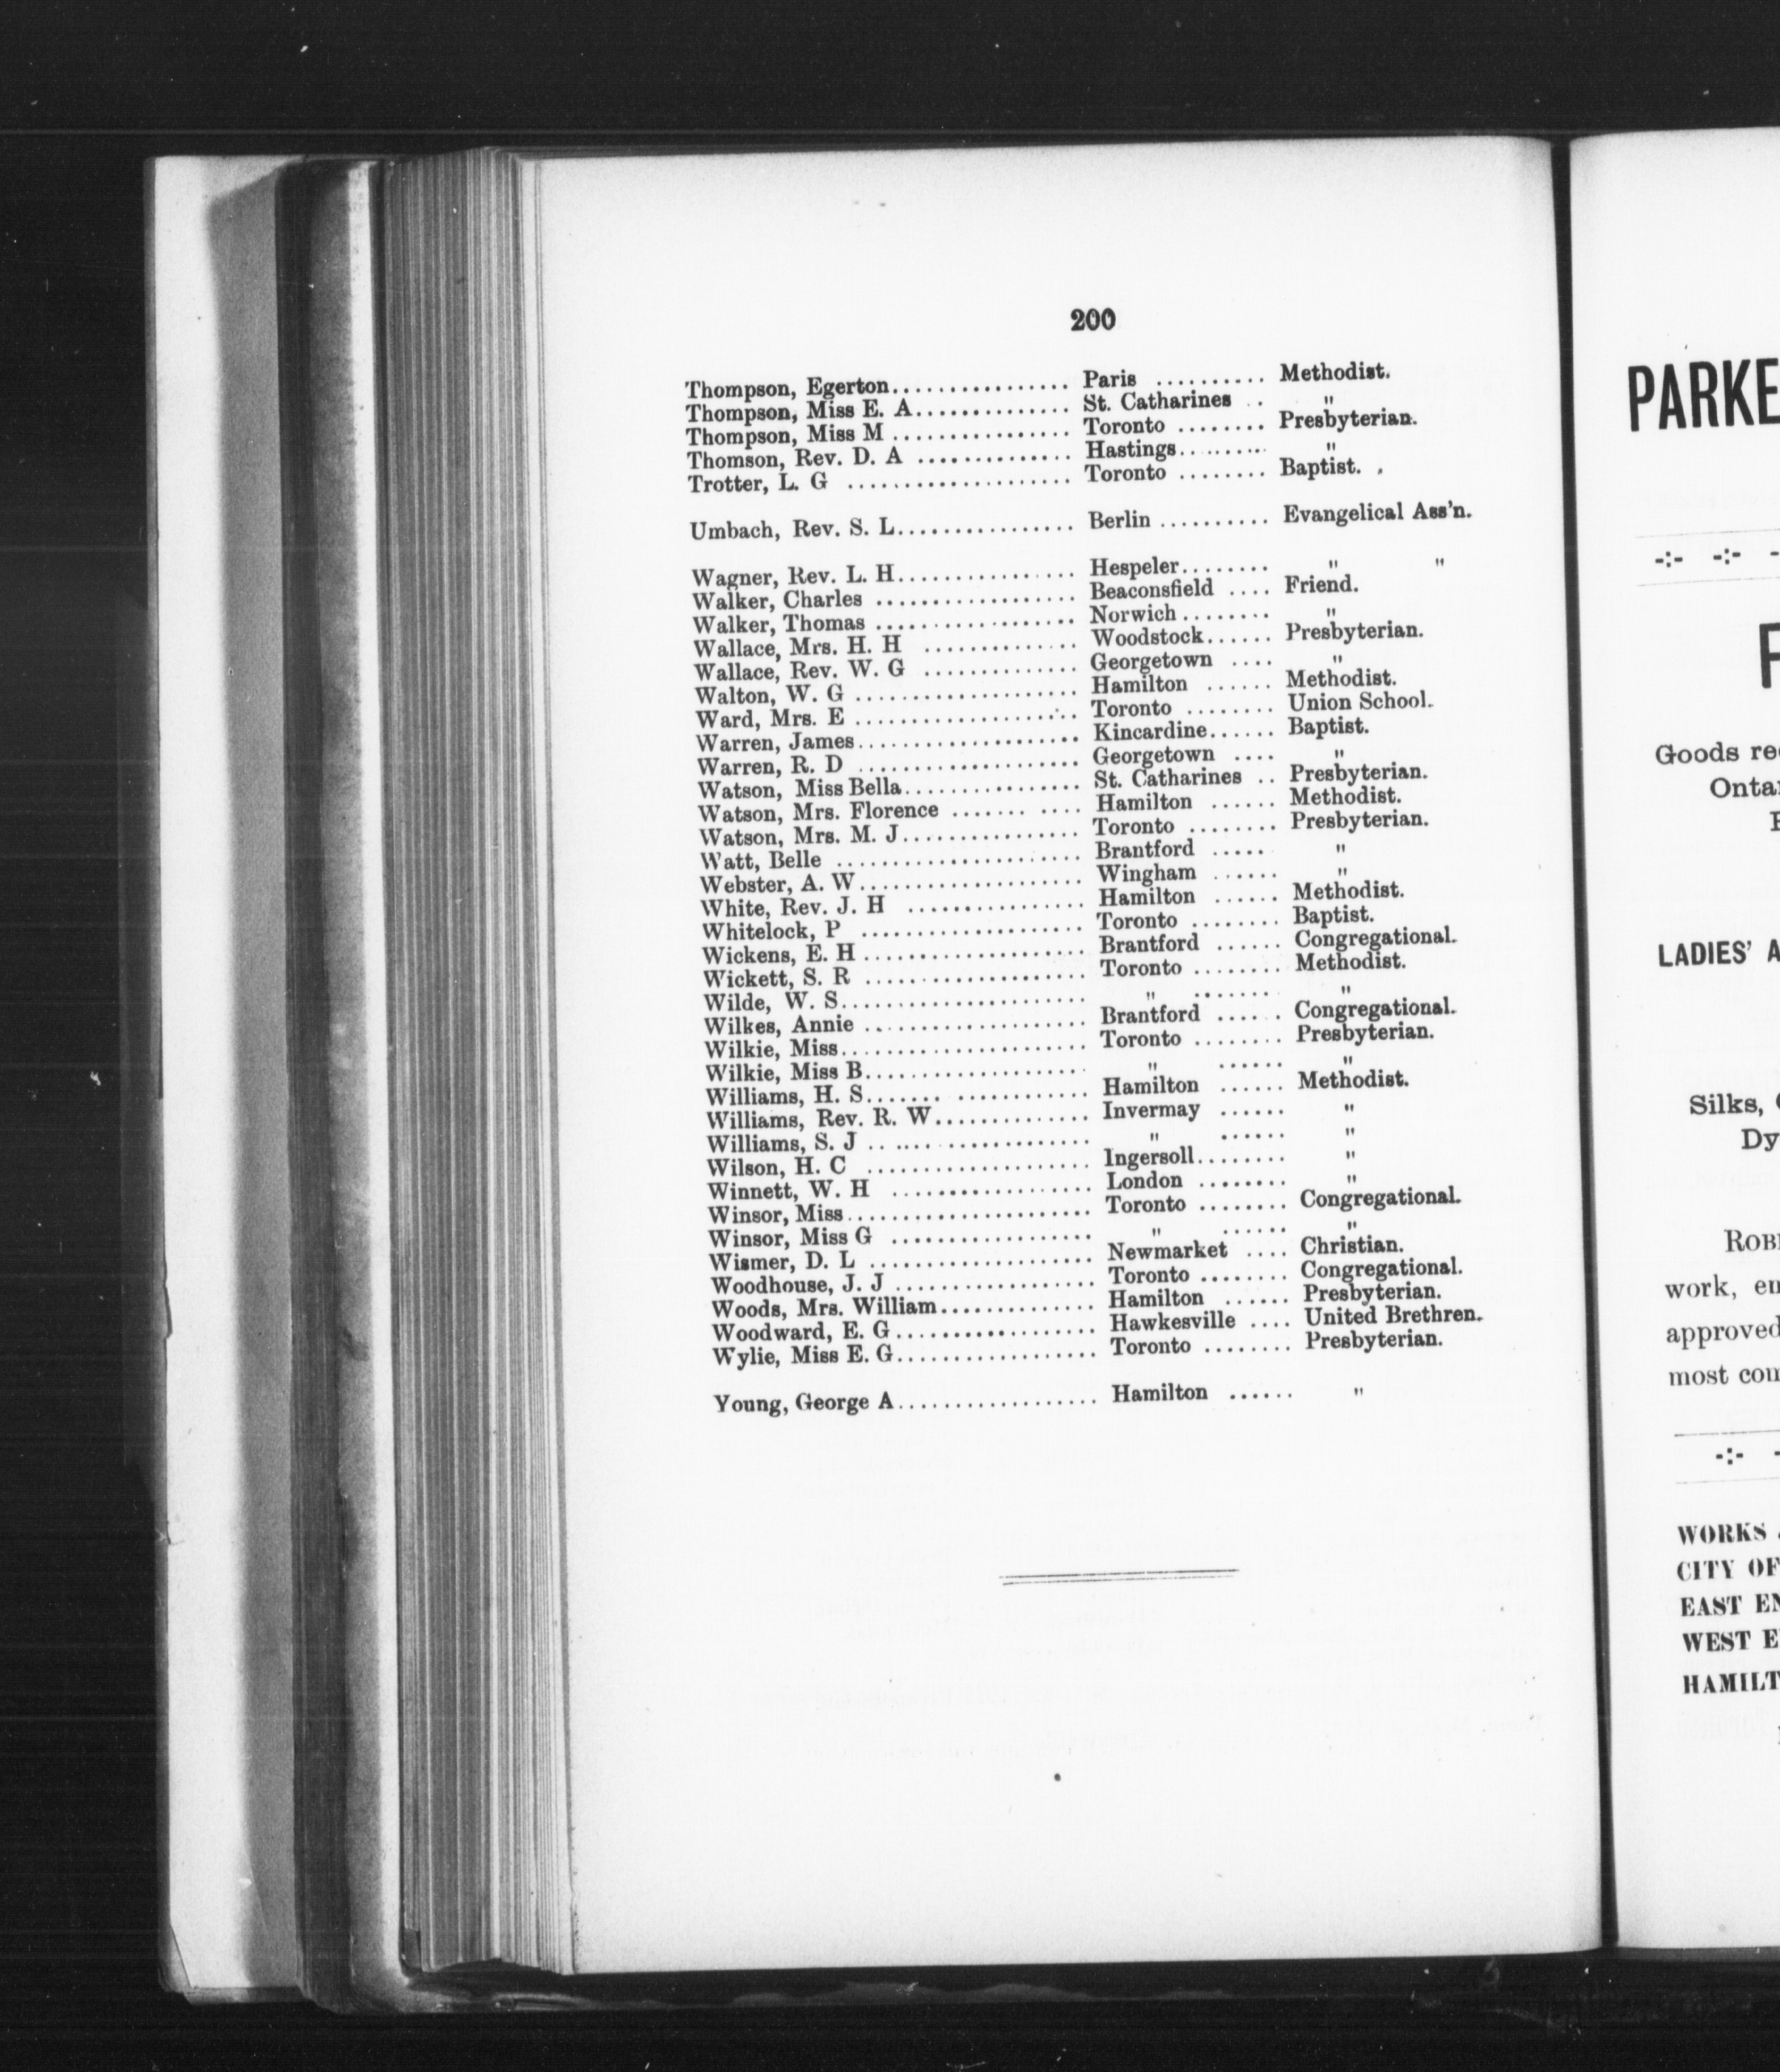 200
Thompson, Egerton................ Paris .......... Methodist.
Thompson, Miss E. A.............. St. Catharines .. "
Thompson, Miss M ................ Toronto ........ Presbyterian.
Thomson, Rev. D. A .............. Hastings........ "
Trotter, L. G .................... Toronto ........ Baptist.
Umbach, Rev. S. L................ Berlin .......... Evangelical Ass'n.
Wagner, Rev. L. H................ Hespeler........ " "
Walker, Charles .................. Beaconsfield .... Friend.
Walker, Thomas .................. Norwich ........ "
Wallace, Mrs. H. H .............. Woodstock...... Presbyterian.
Wallace, Rev. W. G .............. Georgetown .... "
Walton, W. G .................... Hamilton ...... Methodist.
Ward, Mrs. E .................... Toronto ........ Union School.
Warren, James.................... Kincardine...... Baptist.
Warren, R. D .................... Georgetown .... "
Watson, Miss Bella................ St. Catharines .. Presbyterian.
Watson, Mrs. Florence ....... .... Hamilton ...... Methodist.
Watson, Mrs. M. J................ Toronto ........ Presbyterian.
Watt, Belle ...................... Brantford ..... "
Webster, A. W.................... Wingham ...... "
White, Rev. J. H ................ Hamilton ...... Methodist.
Whitelock, P .................... Toronto ........ Baptist.
Wickens, E. H .................... Brantford ...... Congregational.
Wickett, S. R .................... Toronto ........ Methodist.
Wilde, W. S...................... " ........ "
Wilkes, Annie .................... Brantford ...... Congregational.
Wilkie, Miss...................... Toronto ........ Presbyterian.
Wilkie, Miss B.................... " ...... "
Williams, H. S....... ............ Hamilton ...... Methodist.
Williams, Rev. R. W.............. Invermay ...... "
Williams, S. J .................... " ...... "
Wilson, H. C .................... Ingersoll........ "
Winnett, W. H .................. London ........ "
Winsor, Miss...................... Toronto ........ Congregational.
Winsor, Miss G .................. " ...... "
Wismer, D. L .................... Newmarket .... Christian.
Woodhouse, J. J .................. Toronto ........ Congregational.
Woods, Mrs. William.............. Hamilton ...... Presbyterian.
Woodward, E. G.................. Hawkesville .... United Brethren.
Wylie, Miss E. G.................. Toronto ........ Presbyterian.
Young, George A.................. Hamilton ...... "
PARKE
-:- -:- -
F
Goods re
Onta
LADIES' A
Silks,
Dy
ROB
work, en
approved
most con
-:- -
WORKS
CITY OF
EAST EN
WEST E
HAMILT